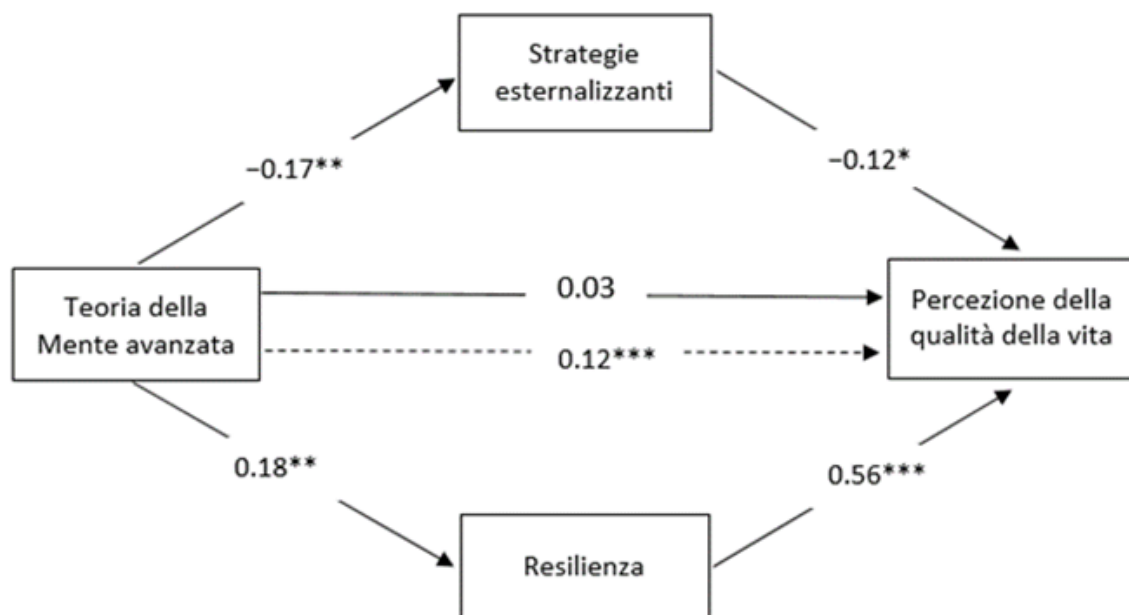 Strategie
esternalizzanti
−0.17**
−0.12*
Teoria della
Mente avanzata
0.03
0.12***
Percezione della
qualità della vita
0.18**
0.56***
Resilienza